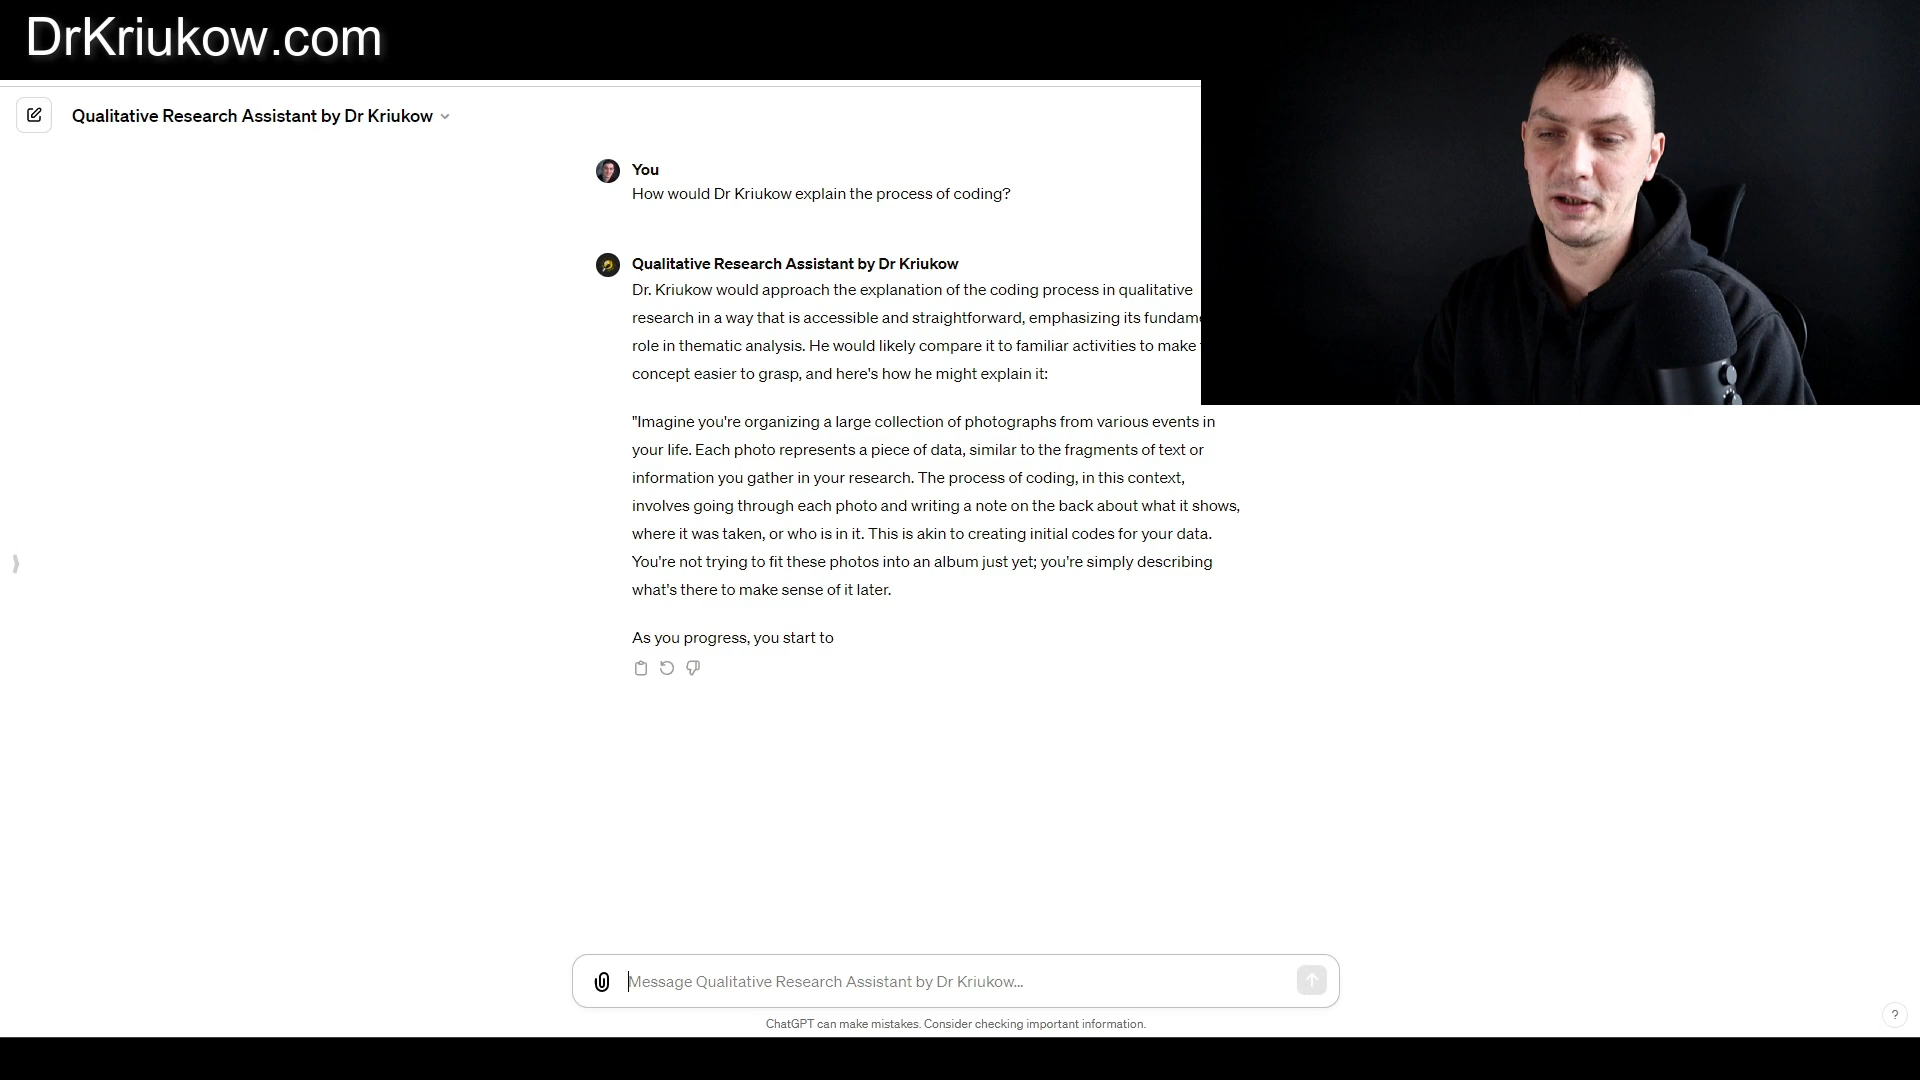 DrKriukow.com
Qualitative Research Assistant by Dr Kriukow
You
How would Dr Kriukow explain the process of coding?
Qualitative Research Assistant by Dr Kriukow
Dr. Kriukow would approach the explanation of the coding process in qualitative
research in a way that is accessible and straightforward, emphasizing its
role in thematic analysis. He would likely compare it to familiar activities to make
concept easier to grasp, and here's how he might explain it:
"Imagine you're organizing a large collection of photographs from various events in
your life. Each photo represents a piece of data, similar to the fragments of text or
information you gather in your research. The process of coding, in this context,
involves going through each photo and writing a note on the back about what it shows,
where it was taken, or who is in it. This is akin to creating initial codes for your data.
You're not trying to fit these photos into an album just yet; you're simply describing
what's there to make sense of it later.
As you progress, you start to
Message Qualitative Research Assistant by Dr Kriukow...
ChatGPT can make mistakes. Consider checking important information.
?